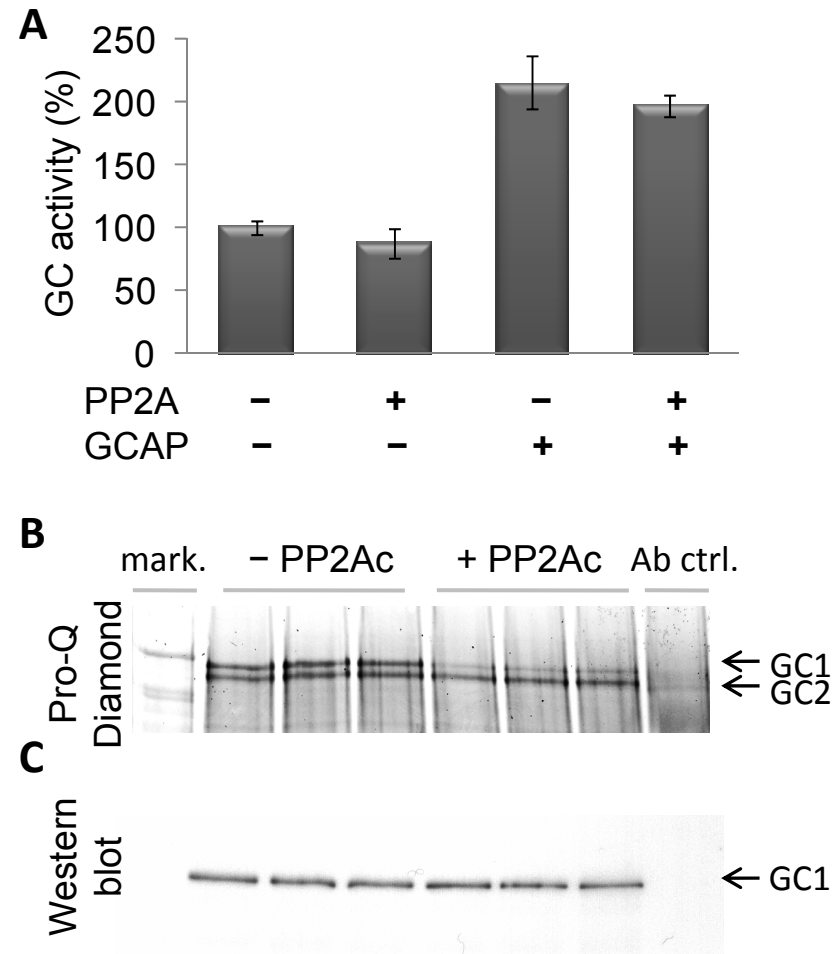 A
GC activity (%)
250
200
150
100
50
0
PP2A − + − +
GCAP − − + +
B
mark. − PP2Ac + PP2Ac Ab ctrl.
Pro-Q
Diamond
GC1
GC2
C
Western
blot
GC1